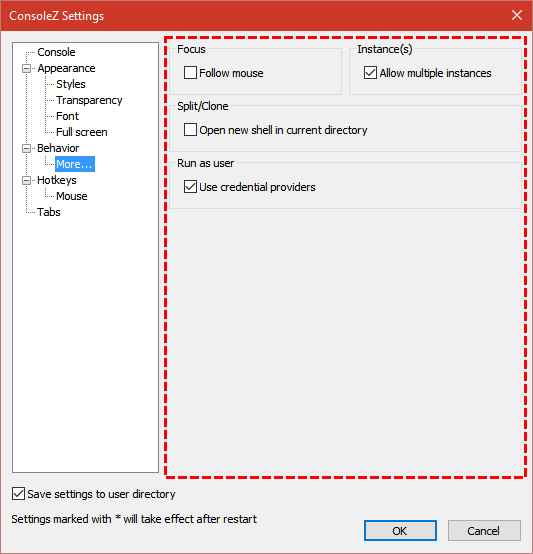 ConsoleZ Settings
Console
Appearance
Styles
Transparency
Font
Full screen
Behavior
More...
Hotkeys
Mouse
Tabs
Focus
Follow mouse
Instance(s)
Allow multiple instances
Split/Clone
Open new shell in current directory
Run as user
Use credential providers
Save settings to user directory
Settings marked with * will take effect after restart
OK
Cancel